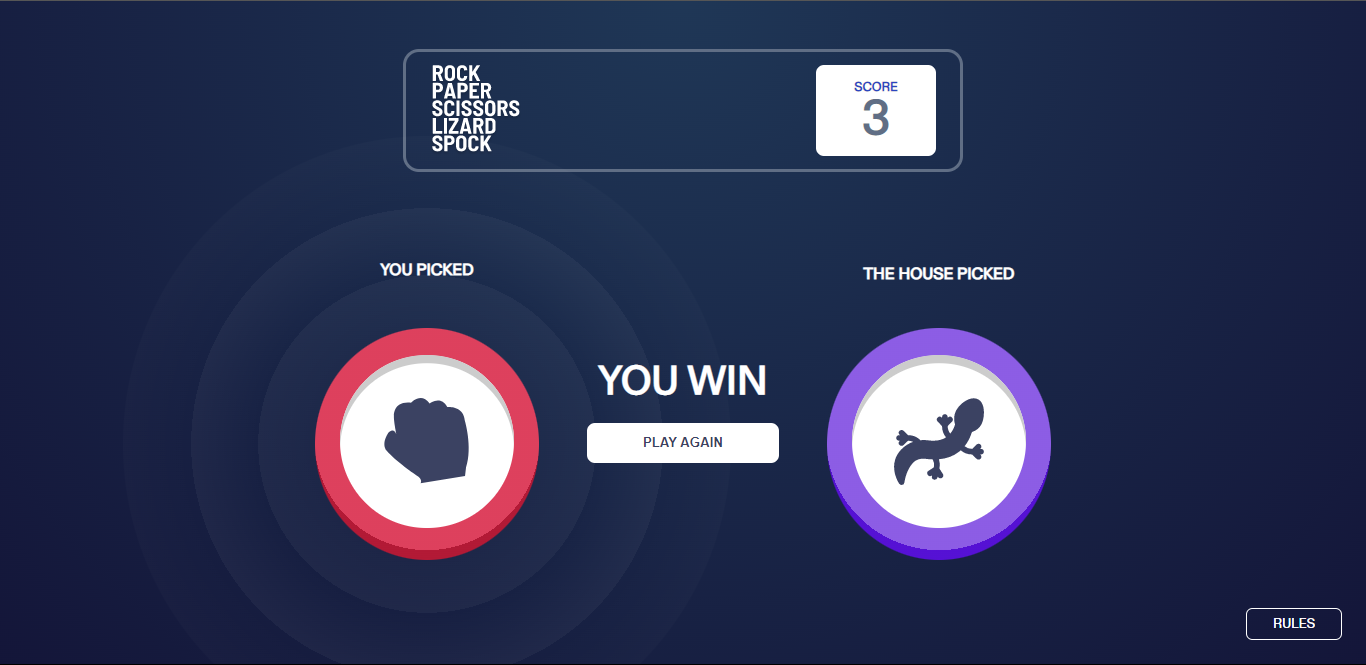 ROCK
PAPER
SCISSORS
LIZARD
SPOCK
SCORE
3
YOU PICKED
THE HOUSE PICKED
YOU WIN
PLAY AGAIN
RULES